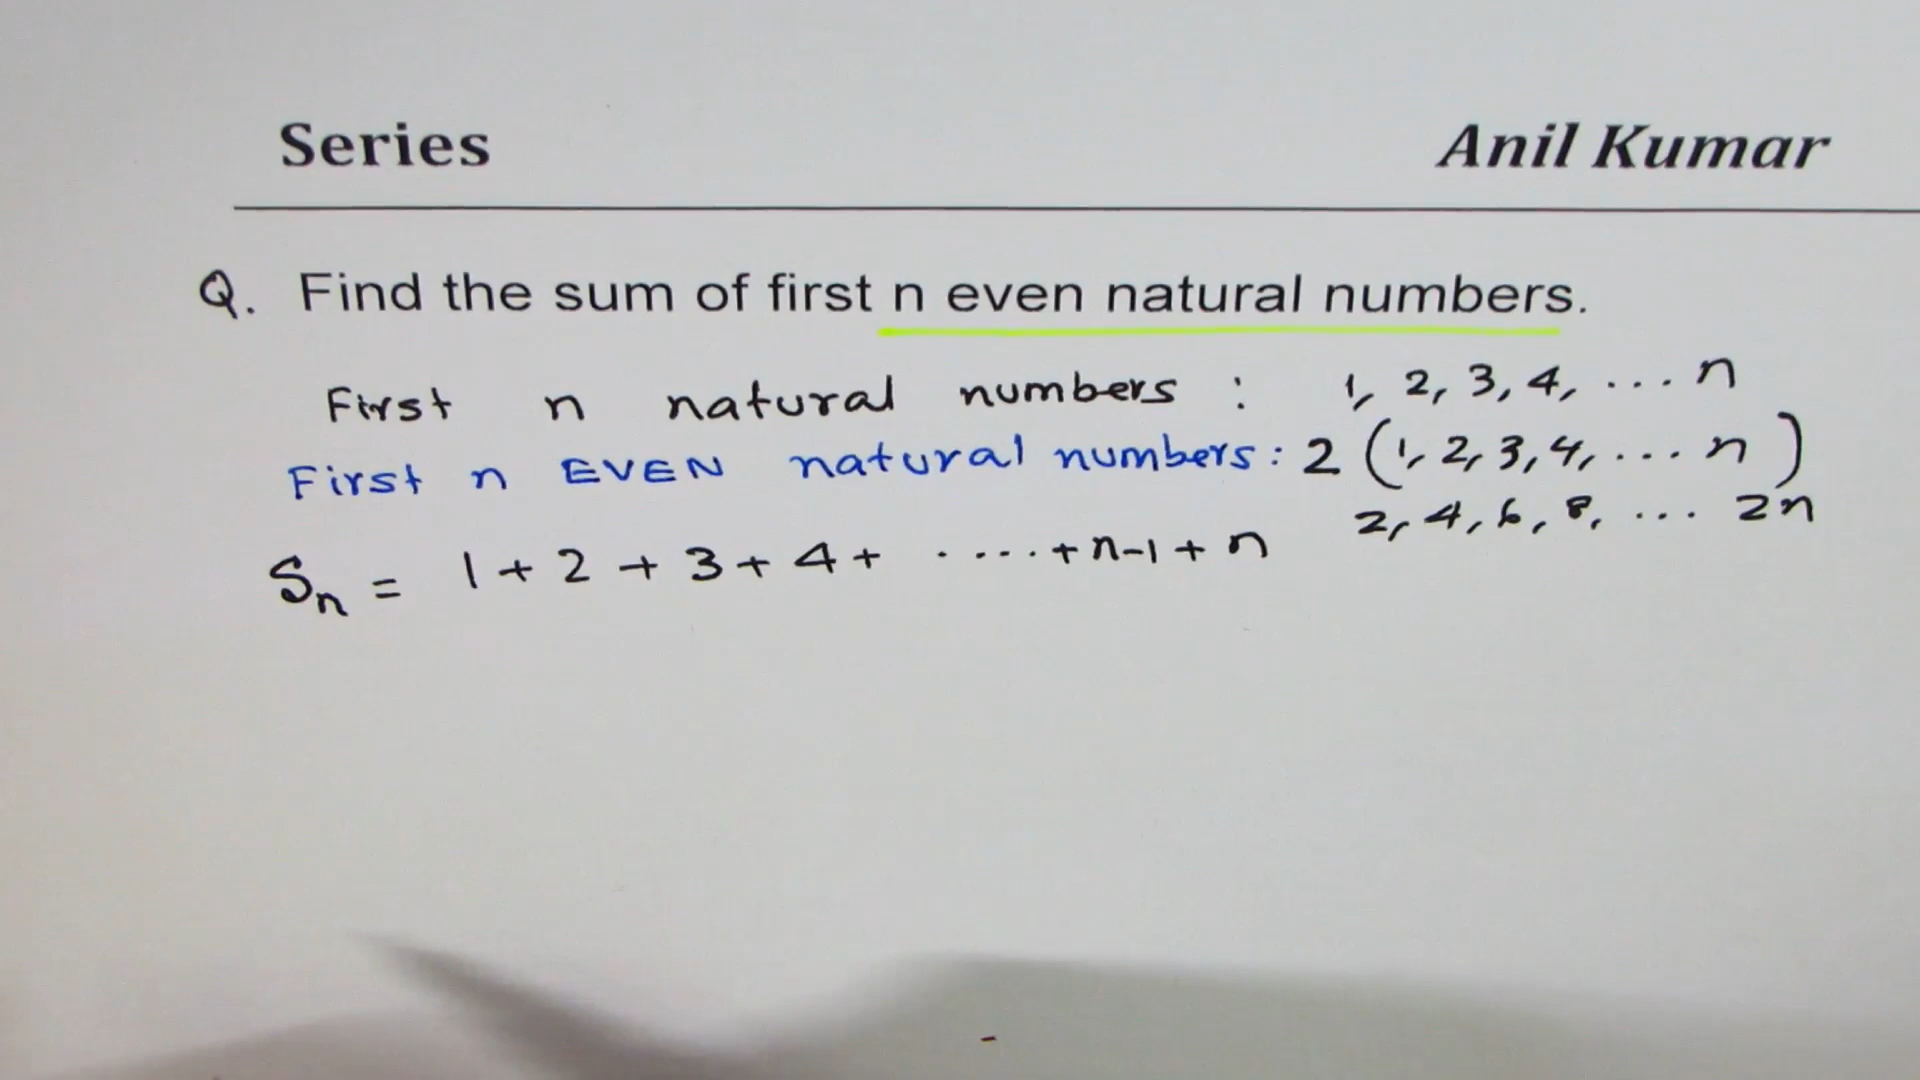 Series Anil Kumar
Q. Find the sum of first n even natural numbers.
First n natural numbers : 1, 2, 3, 4, ... n
First n EVEN natural numbers: 2 (1, 2, 3, 4, ... n)
2, 4, 6, 8, ... 2n
Sn = 1 + 2 + 3 + 4 + ..... + n-1 + n